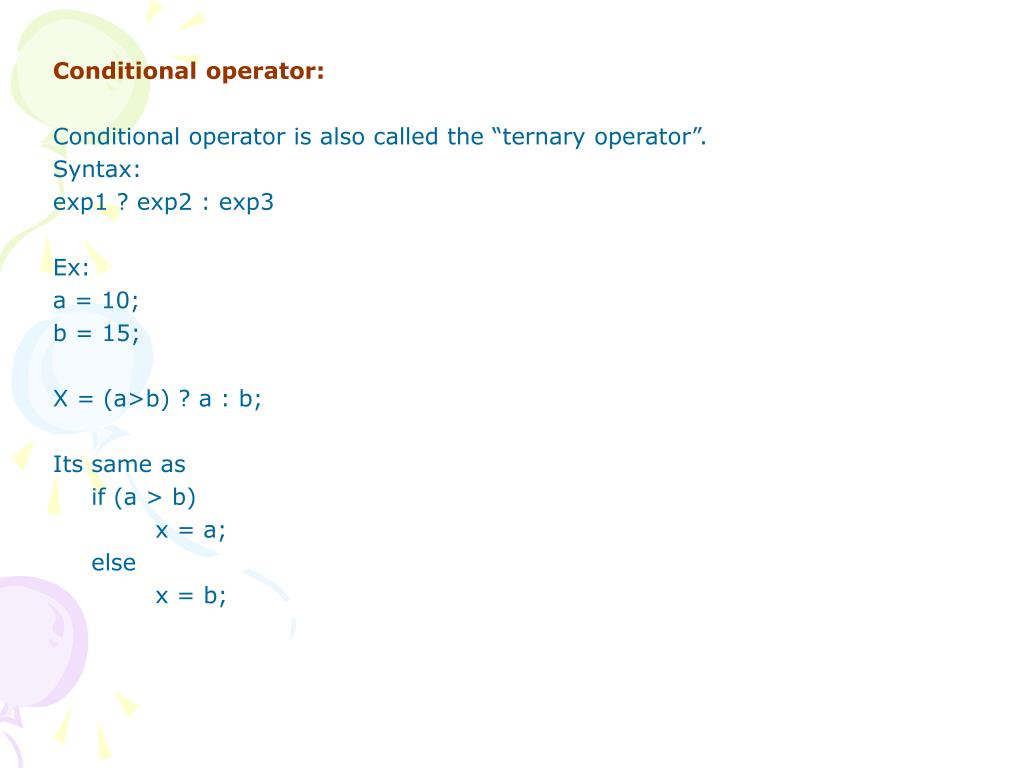 Conditional operator:
Conditional operator is also called the “ternary operator”.
Syntax:
exp1 ? exp2 : exp3
Ex:
a = 10;
b = 15;
X = (a>b) ? a : b;
Its same as
if (a > b)
x = a;
else
x = b;